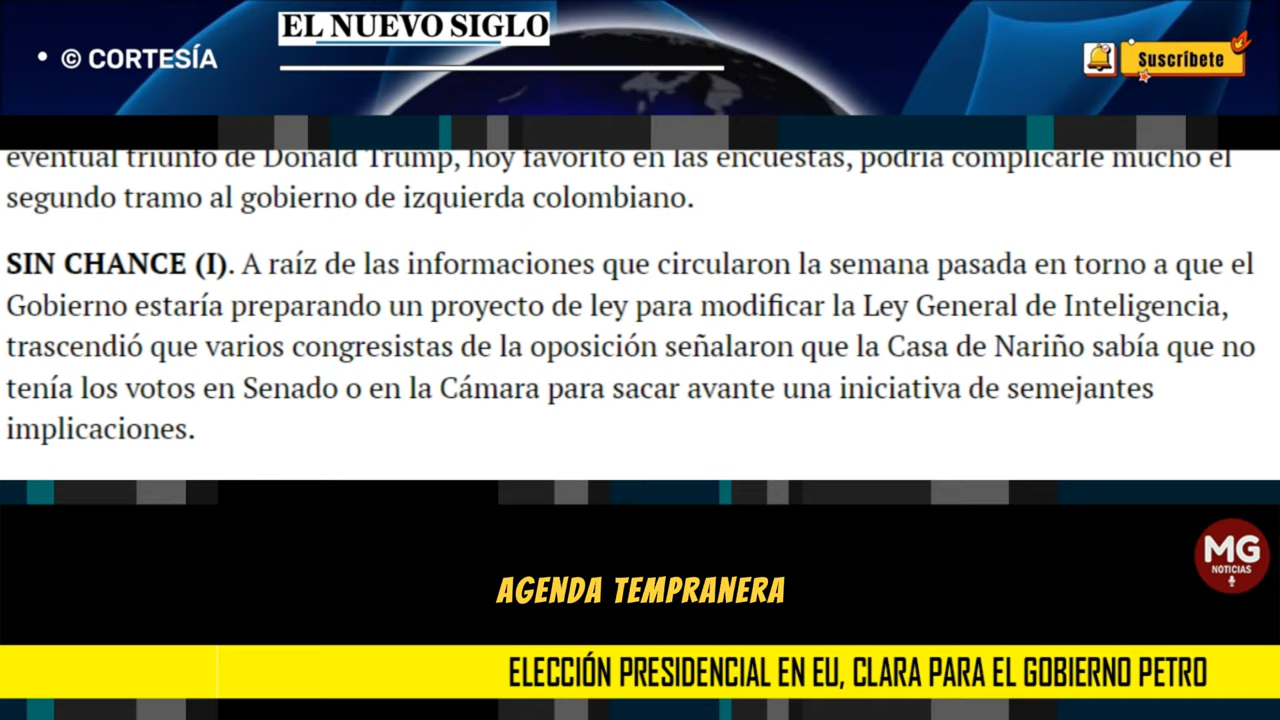 EL NUEVO SIGLO
• © CORTESÍA
Suscríbete
eventual triunfo de Donald Trump, hoy favorito en las encuestas, podría complicarle mucho el
segundo tramo al gobierno de izquierda colombiano.
SIN CHANCE (I). A raíz de las informaciones que circularon la semana pasada en torno a que el
Gobierno estaría preparando un proyecto de ley para modificar la Ley General de Inteligencia,
trascendió que varios congresistas de la oposición señalaron que la Casa de Nariño sabía que no
tenía los votos en Senado o en la Cámara para sacar avante una iniciativa de semejantes
implicaciones.
MG
NOTICIAS
AGENDA TEMPRANERA
ELECCIÓN PRESIDENCIAL EN EU, CLARA PARA EL GOBIERNO PETRO